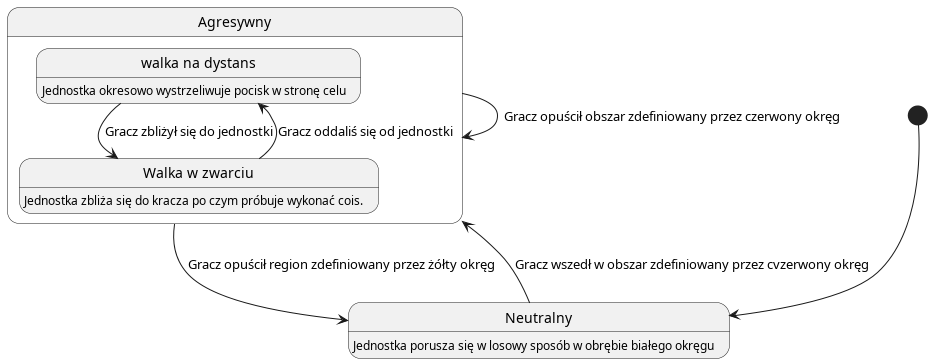 Agresywny
walka na dystans
Jednostka okresowo wystrzeliwuje pocisk w stronę celu
Gracz opuścił obszar zdefiniowany przez czerwony okręg
Gracz zbliżył się do jednostki
Gracz oddaliś się od jednostki
Walka w zwarciu
Jednostka zbliża się do kracza po czym próbuje wykonać cois.
Gracz opuścił region zdefiniowany przez żółty okręg
Gracz wszedł w obszar zdefiniowany przez cvzerwony okręg
Neutralny
Jednostka porusza się w losowy sposób w obrębie białego okręgu